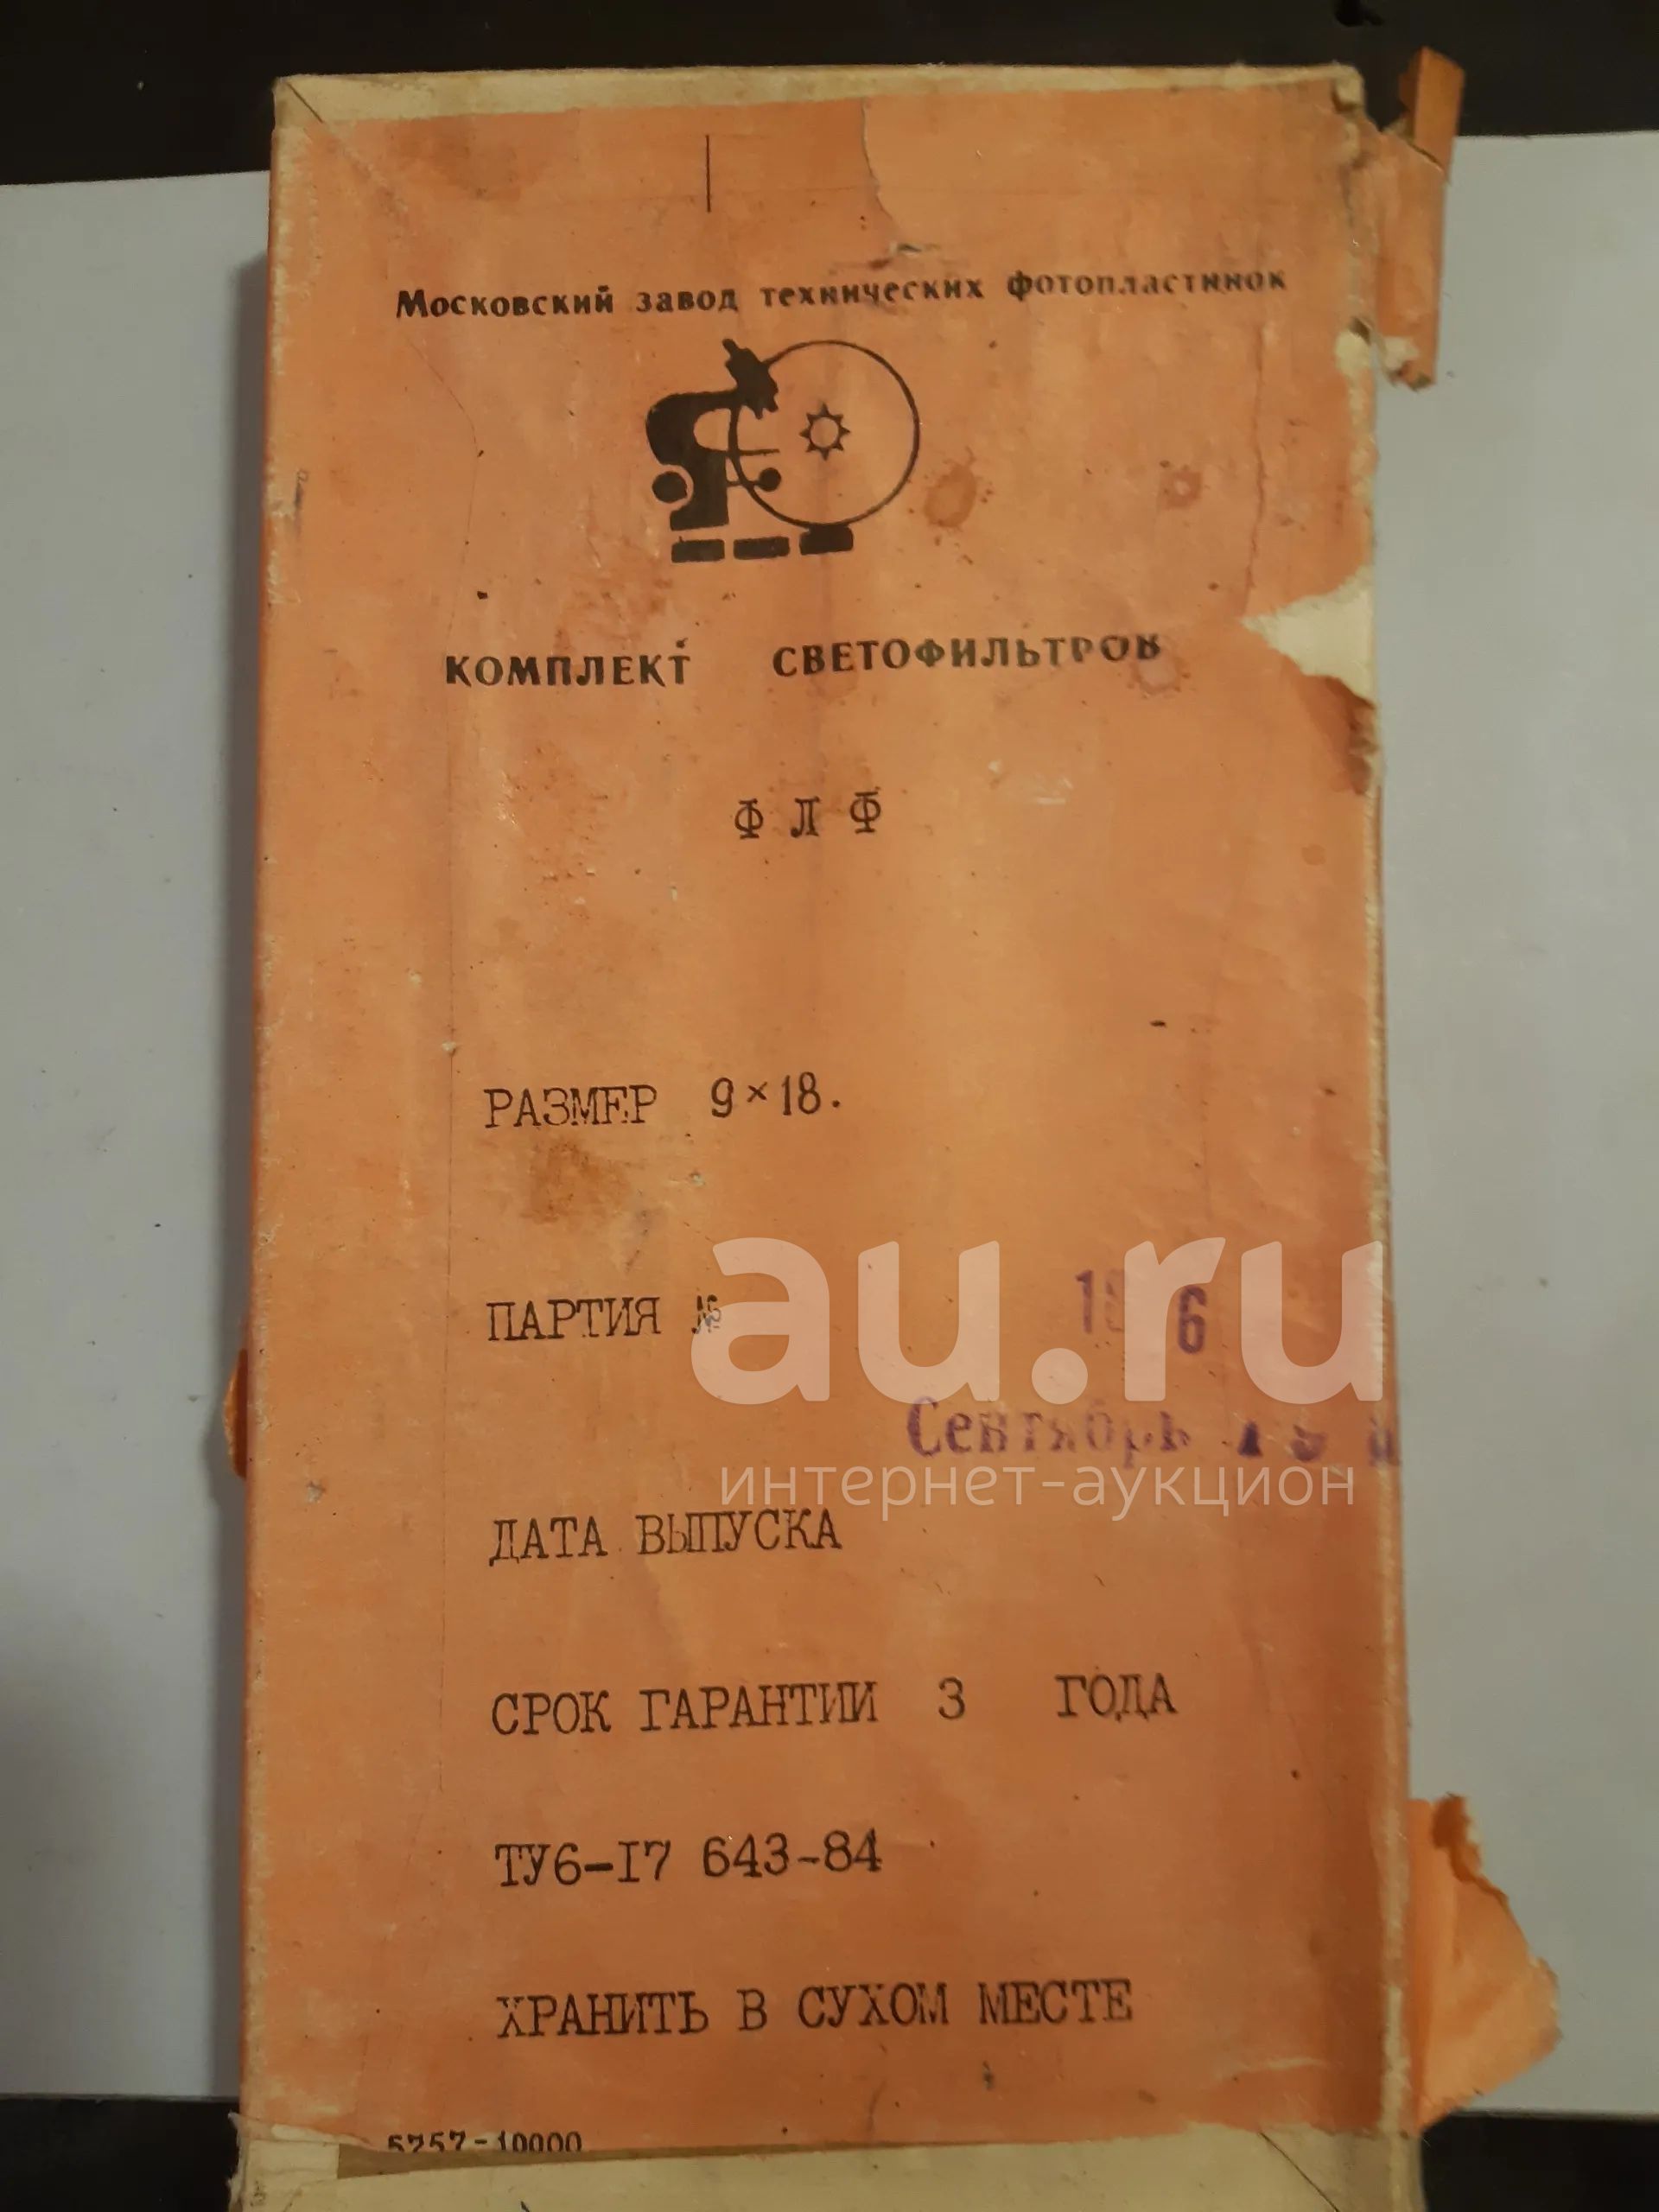 Московский завод технических фотопластинок
КОМПЛЕКТ СВЕТОФИЛЬТРОВ
ФЛФ
РАЗМЕР 9×18.
ПАРТИЯ №
au.ru
Сентябрь
интернет-аукцион
ДАТА ВЫПУСКА
СРОК ГАРАНТИИ 3 ГОДА
ТУ6-17 643-84
ХРАНИТЬ В СУХОМ МЕСТЕ
5257-10000